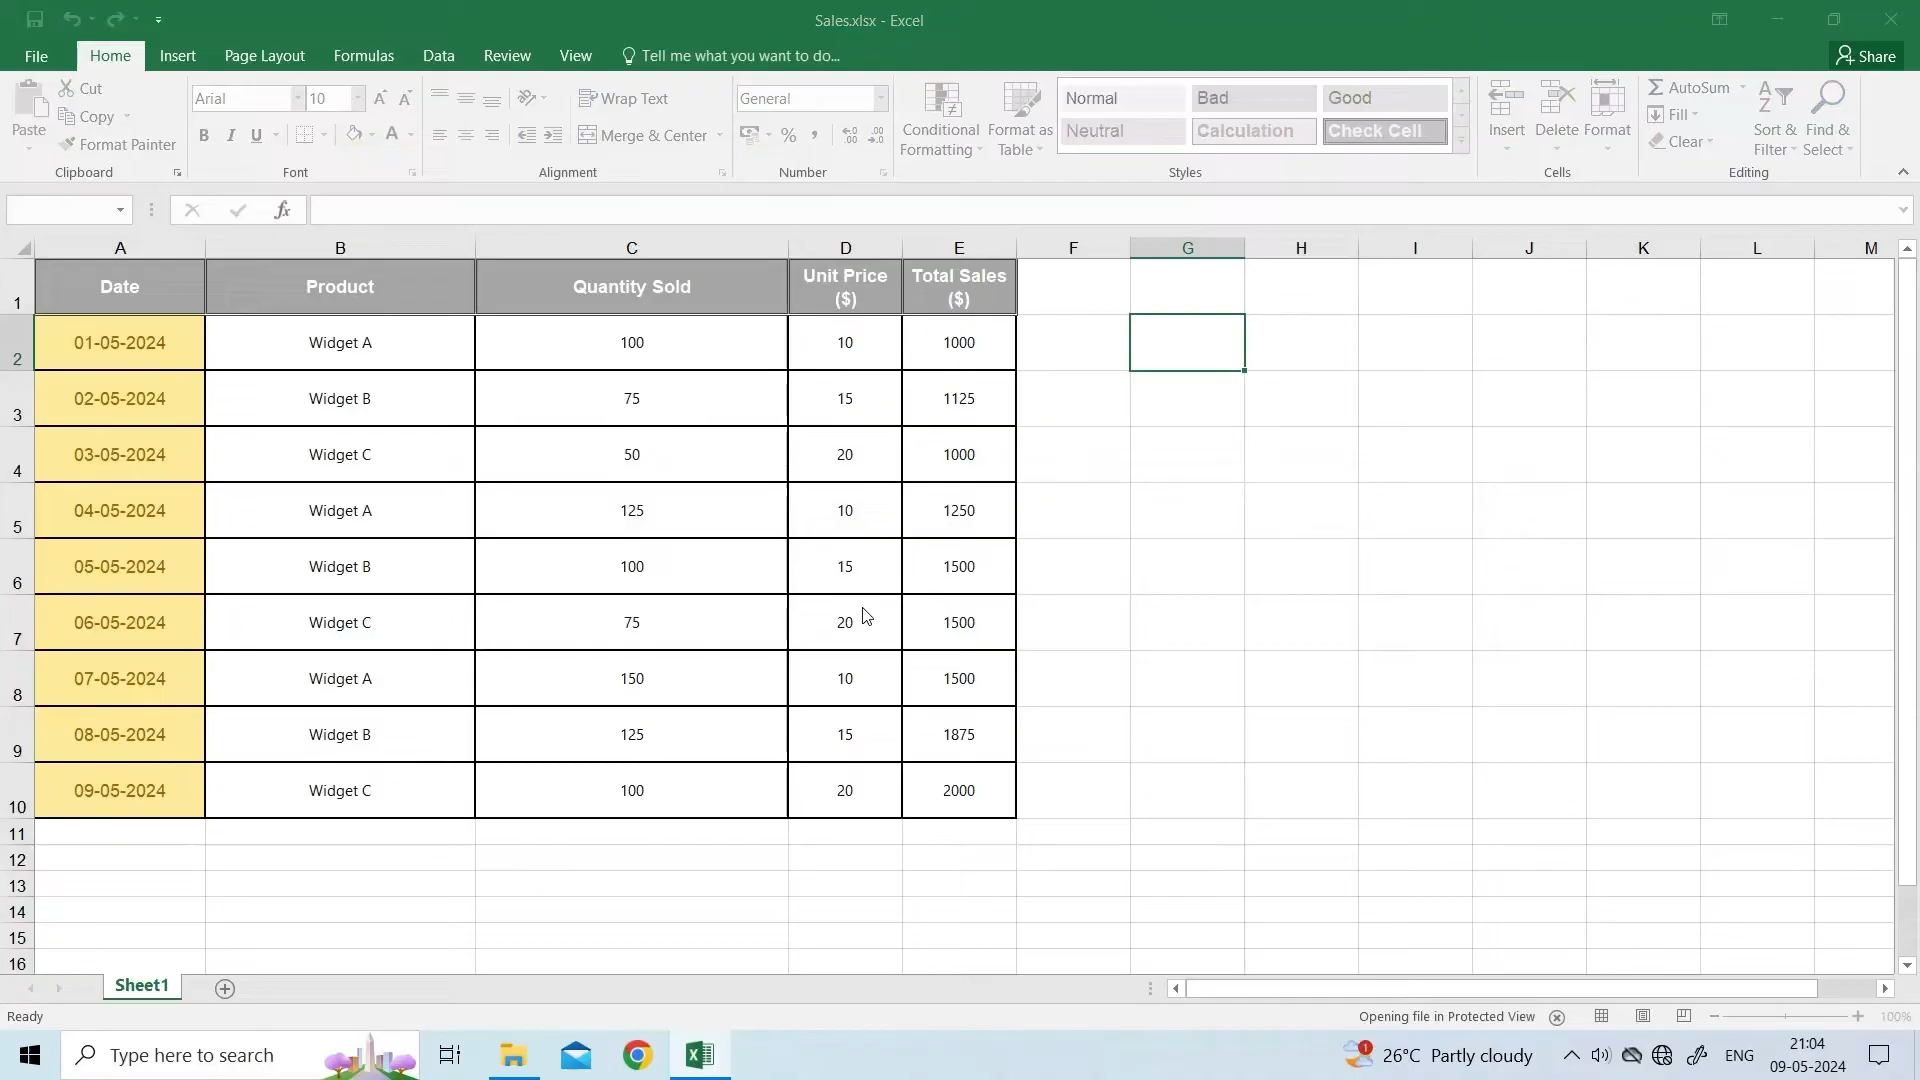 Sales.xlsx - Excel
File Home Insert Page Layout Formulas Data Review View Tell me what you want to do... Share
Paste
Cut
Copy
Format Painter
Clipboard
Arial 10
B I U
Font
Wrap Text
Merge & Center
Alignment
General
%
Number
Conditional Formatting
Format as Table
Normal Bad Good
Neutral Calculation Check Cell
Styles
Insert Delete Format
Cells
AutoSum
Fill
Clear
Sort & Filter
Find & Select
Editing
fx
A B C D E F G H I J K L M
1 Date Product Quantity Sold Unit Price ($) Total Sales ($)
2 01-05-2024 Widget A 100 10 1000
3 02-05-2024 Widget B 75 15 1125
4 03-05-2024 Widget C 50 20 1000
5 04-05-2024 Widget A 125 10 1250
6 05-05-2024 Widget B 100 15 1500
7 06-05-2024 Widget C 75 20 1500
8 07-05-2024 Widget A 150 10 1500
9 08-05-2024 Widget B 125 15 1875
10 09-05-2024 Widget C 100 20 2000
11
12
13
14
15
16
Sheet1
Ready Opening file in Protected View 100%
Type here to search 1 26°C Partly cloudy ENG 21:04
09-05-2024